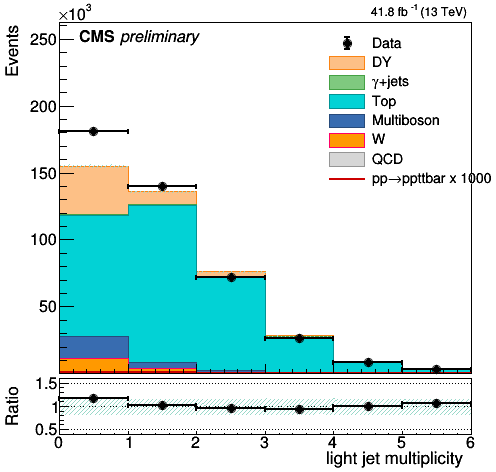 ×10³
41.8 fb⁻¹ (13 TeV)
CMS preliminary
Events
250
200
150
100
50
Data
DY
γ+jets
Top
Multiboson
W
QCD
pp→ppttbar x 1000
Ratio
1.5
1
0.5
0 1 2 3 4 5 6
light jet multiplicity